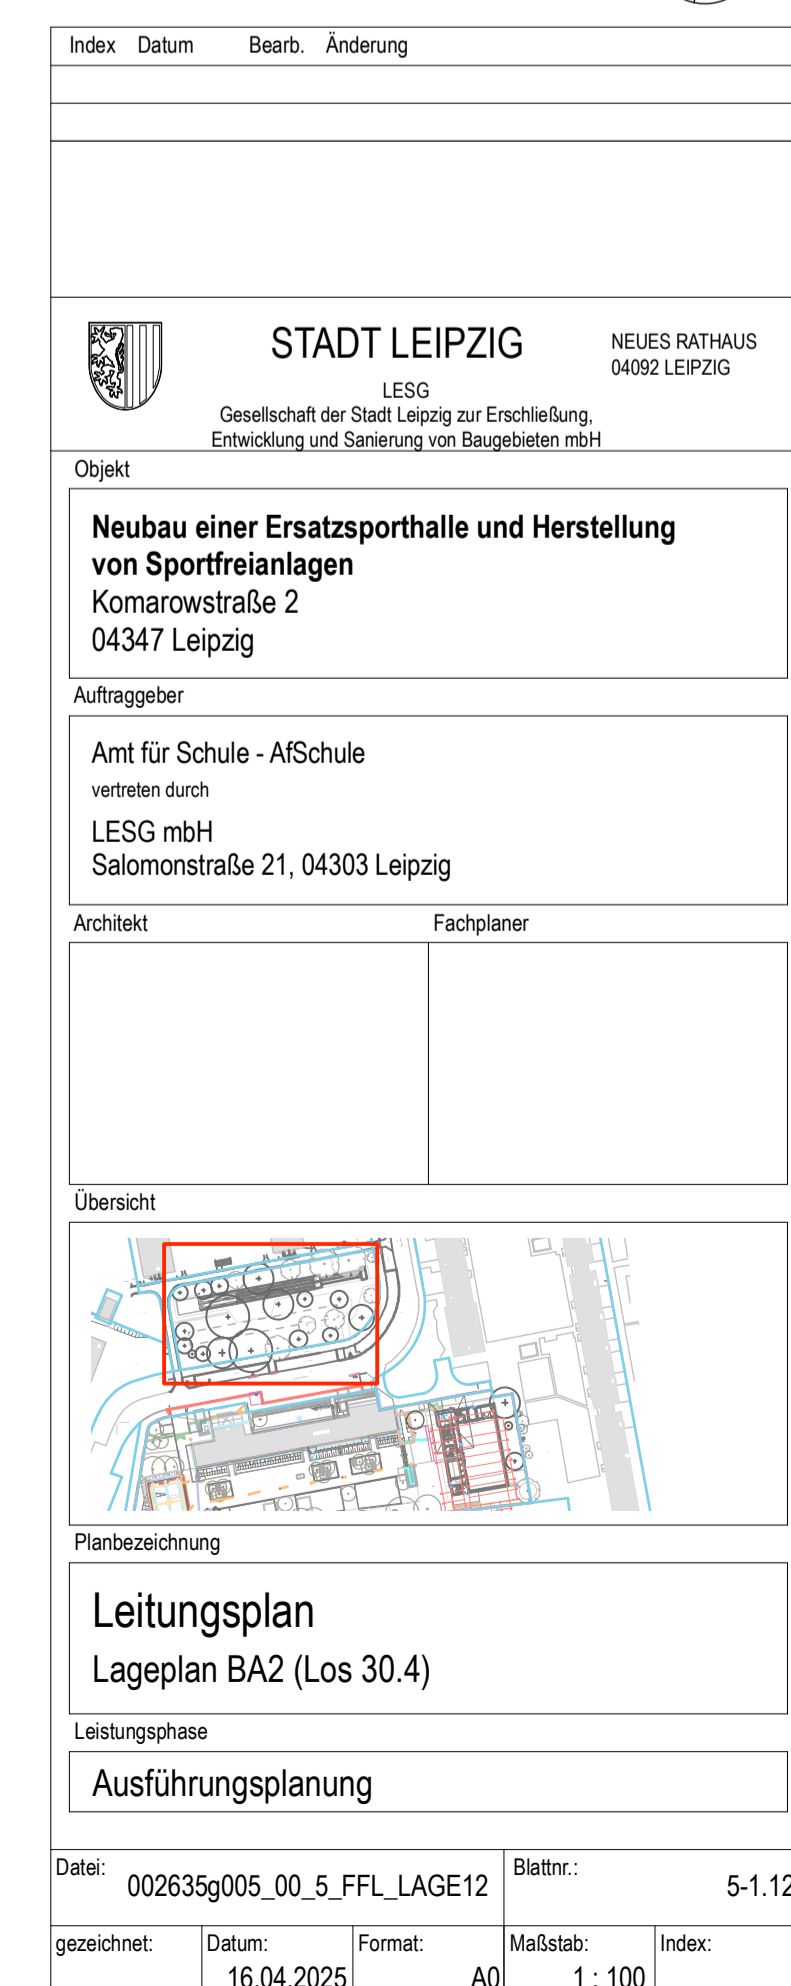 Index Datum Bearb. Änderung
STADT LEIPZIG
NEUES RATHAUS
04092 LEIPZIG
LESG
Gesellschaft der Stadt Leipzig zur Erschließung,
Entwicklung und Sanierung von Baugebieten mbH
Objekt
Neubau einer Ersatzsporthalle und Herstellung
von Sportfreianlagen
Komarowstraße 2
04347 Leipzig
Auftraggeber
Amt für Schule - AfSchule
vertreten durch
LESG mbH
Salomonstraße 21, 04303 Leipzig
Architekt Fachplaner
Übersicht
Planbezeichnung
Leitungsplan
Lageplan BA2 (Los 30.4)
Leistungsphase
Ausführungsplanung
Datei: 002635g005_00_5_FFL_LAGE12
Blattnr.: 5-1.12
gezeichnet: Datum: Format: Maßstab: Index:
16.04.2025 A0 1 : 100